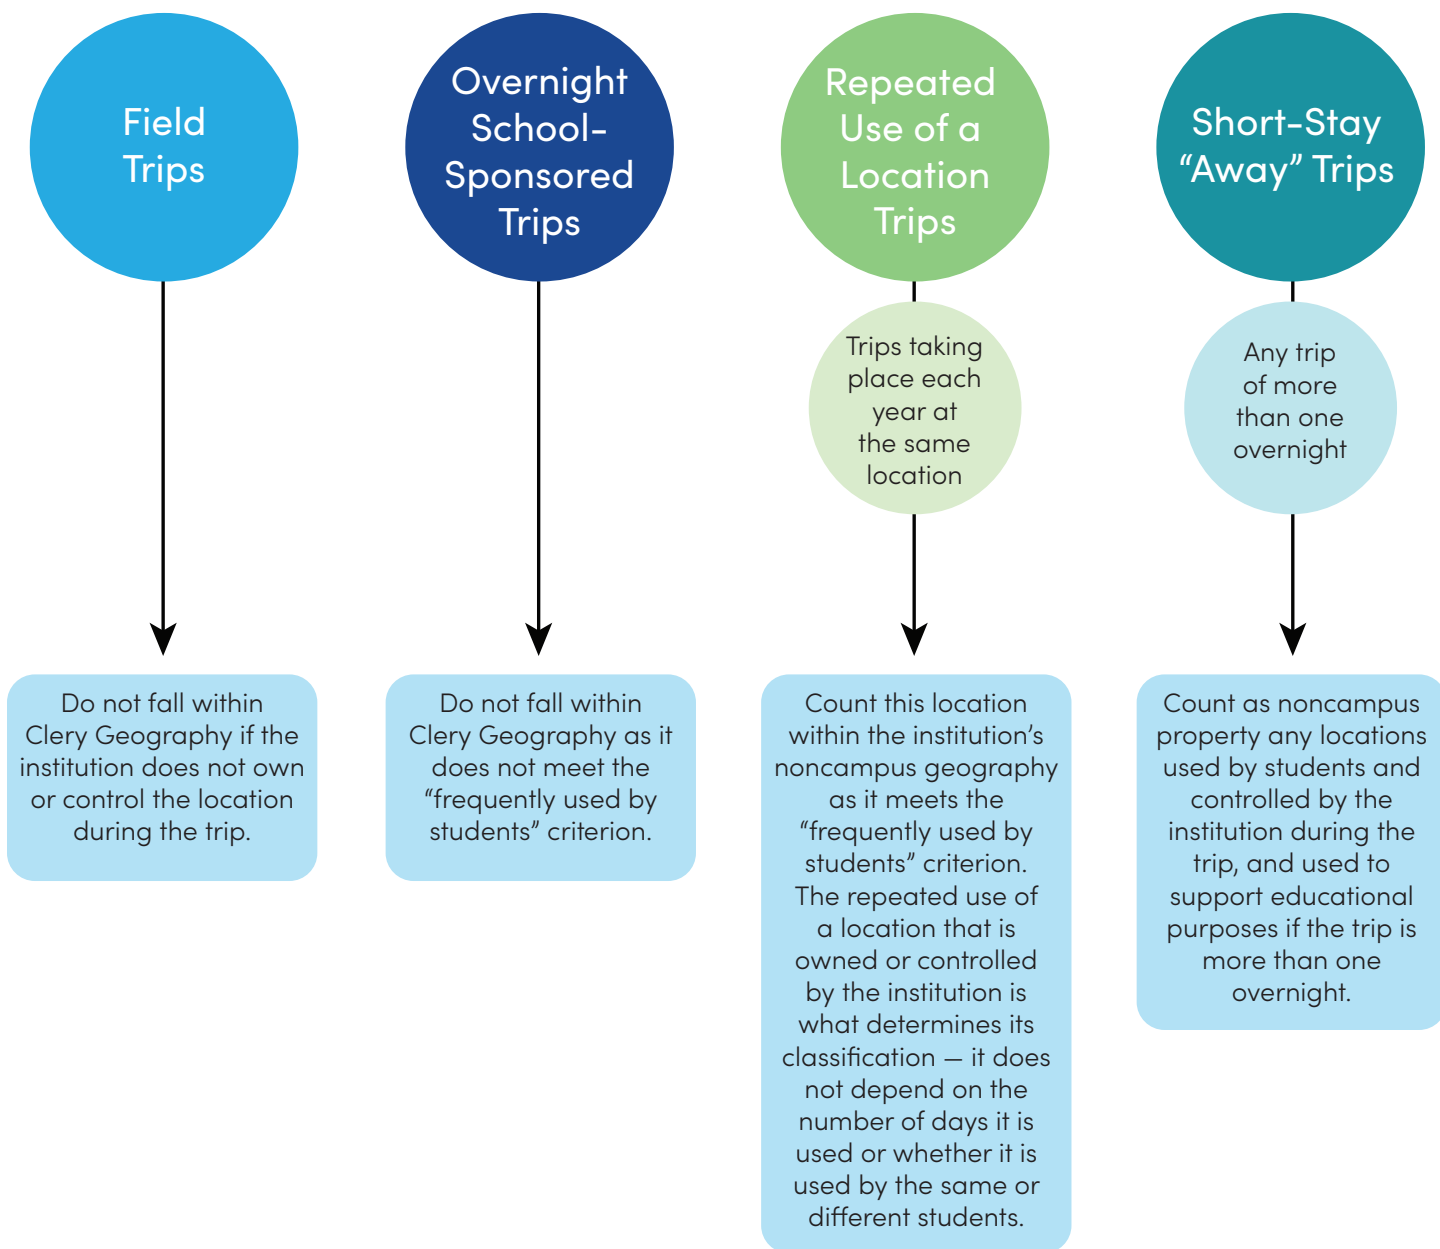 Field
Trips
Overnight
School-
Sponsored
Trips
Repeated
Use of a
Location
Trips
Short-Stay
“Away” Trips
Trips taking
place each
year at
the same
location
Any trip
of more
than one
overnight
Do not fall within
Clery Geography if the
institution does not own
or control the location
during the trip.
Do not fall within
Clery Geography as it
does not meet the
“frequently used by
students” criterion.
Count this location
within the institution’s
noncampus geography
as it meets the
“frequently used by
students” criterion.
The repeated use of
a location that is
owned or controlled
by the institution is
what determines its
classification — it does
not depend on the
number of days it is
used or whether it is
used by the same or
different students.
Count as noncampus
property any locations
used by students and
controlled by the
institution during the
trip, and used to
support educational
purposes if the trip is
more than one
overnight.